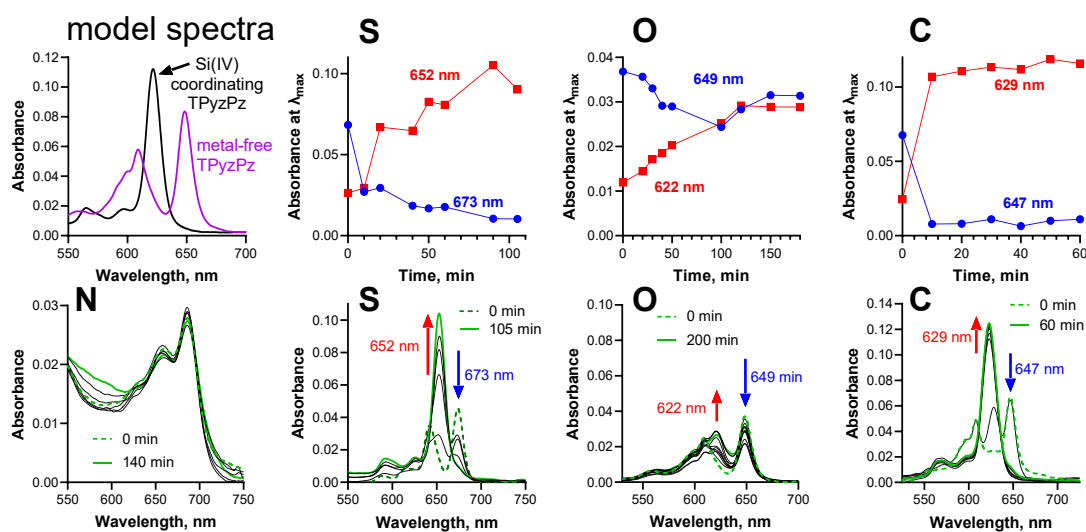 model spectra
Absorbance
0.12
0.10
0.08
0.06
0.04
0.02
0.00
Si(IV)
coordinating
TPyzPz
metal-free
TPyzPz
550
600
650
700
Wavelength, nm
S
Absorbance at λmax
0.10
0.05
0.00
652 nm
673 nm
0
50
100
Time, min
O
Absorbance at λmax
0.04
0.03
0.02
0.01
0.00
649 nm
622 nm
0
50
100
150
Time, min
C
Absorbance at λmax
0.10
0.05
0.00
629 nm
647 nm
0
20
40
60
Time, min
N
Absorbance
0.03
0.02
0.01
0.00
0 min
140 min
550
600
650
700
750
Wavelength, nm
S
Absorbance
0.10
0.08
0.06
0.04
0.02
0.00
0 min
105 min
652 nm
673 nm
550
600
650
700
750
Wavelength, nm
O
Absorbance
0.10
0.08
0.06
0.04
0.02
0.00
0 min
200 min
622 nm
649 min
550
600
650
700
Wavelength, nm
C
Absorbance
0.14
0.12
0.10
0.08
0.06
0.04
0.02
0.00
0 min
60 min
629 nm
647 nm
550
600
650
700
750
Wavelength, nm